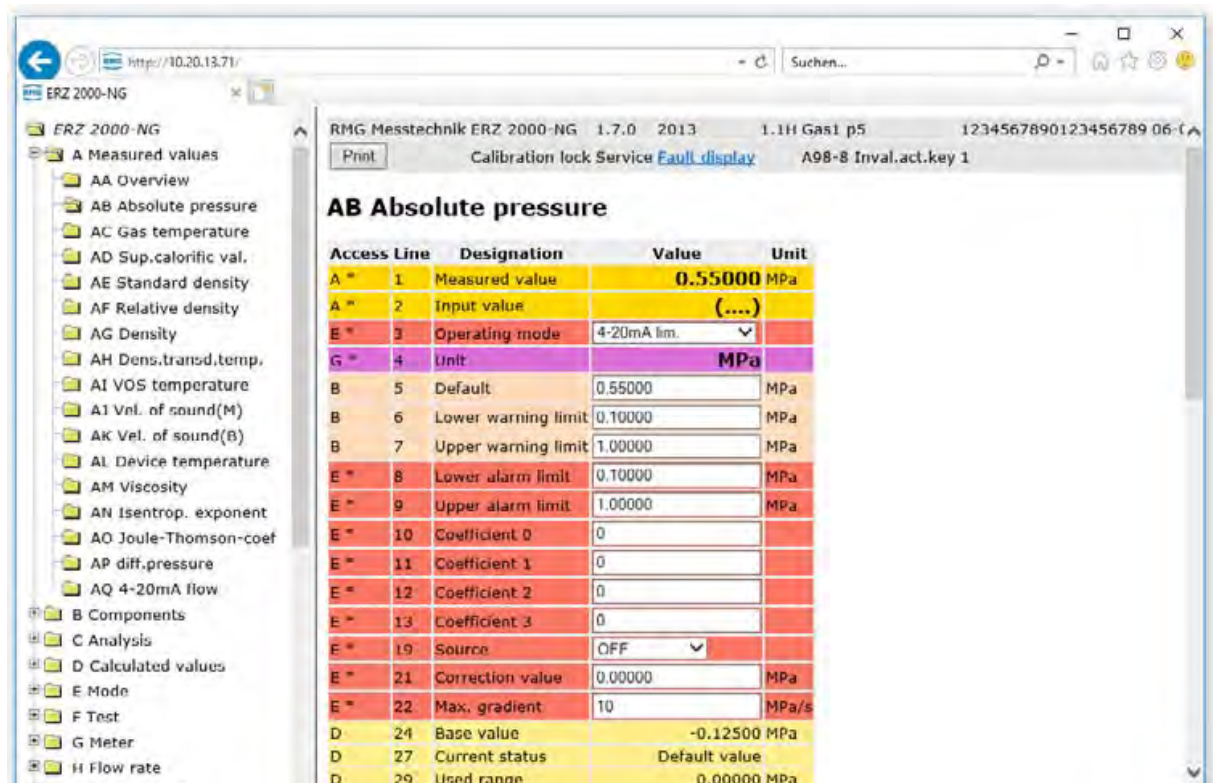 http://10.20.13.71/
Suchen...
ERZ 2000-NG
ERZ 2000-NG
A Measured values
AA Overview
AB Absolute pressure
AC Gas temperature
AD Sup.calorific val.
AE Standard density
AF Relative density
AG Density
AH Dens.transd.temp.
AI VOS temperature
AJ Vel. of sound(M)
AK Vel. of sound(B)
AL Device temperature
AM Viscosity
AN Isentrop. exponent
AO Joule-Thomson-coef
AP diff.pressure
AQ 4-20mA flow
B Components
C Analysis
D Calculated values
E Mode
F Test
G Meter
H Flow rate
RMG Messtechnik ERZ 2000-NG 1.7.0 2013 1.1H Gas1 p5 1234567890123456789 06-
Print Calibration lock Service Fault display A98-8 Inval.act.key 1
AB Absolute pressure
Access Line Designation Value Unit
A * 1 Measured value 0.55000 MPa
A * 2 Input value (....)
E * 3 Operating mode 4-20mA lim.
G * 4 Unit MPa
B 5 Default 0.55000 MPa
B 6 Lower warning limit 0.10000 MPa
B 7 Upper warning limit 1.00000 MPa
E * 8 Lower alarm limit 0.10000 MPa
E * 9 Upper alarm limit 1.00000 MPa
E * 10 Coefficient 0 0
E * 11 Coefficient 1 0
E * 12 Coefficient 2 0
E * 13 Coefficient 3 0
E * 19 Source OFF
E * 21 Correction value 0.00000 MPa
E * 22 Max. gradient 10 MPa/s
D 24 Base value -0.12500 MPa
D 27 Current status Default value
D 29 Used range 0.00000 MPa